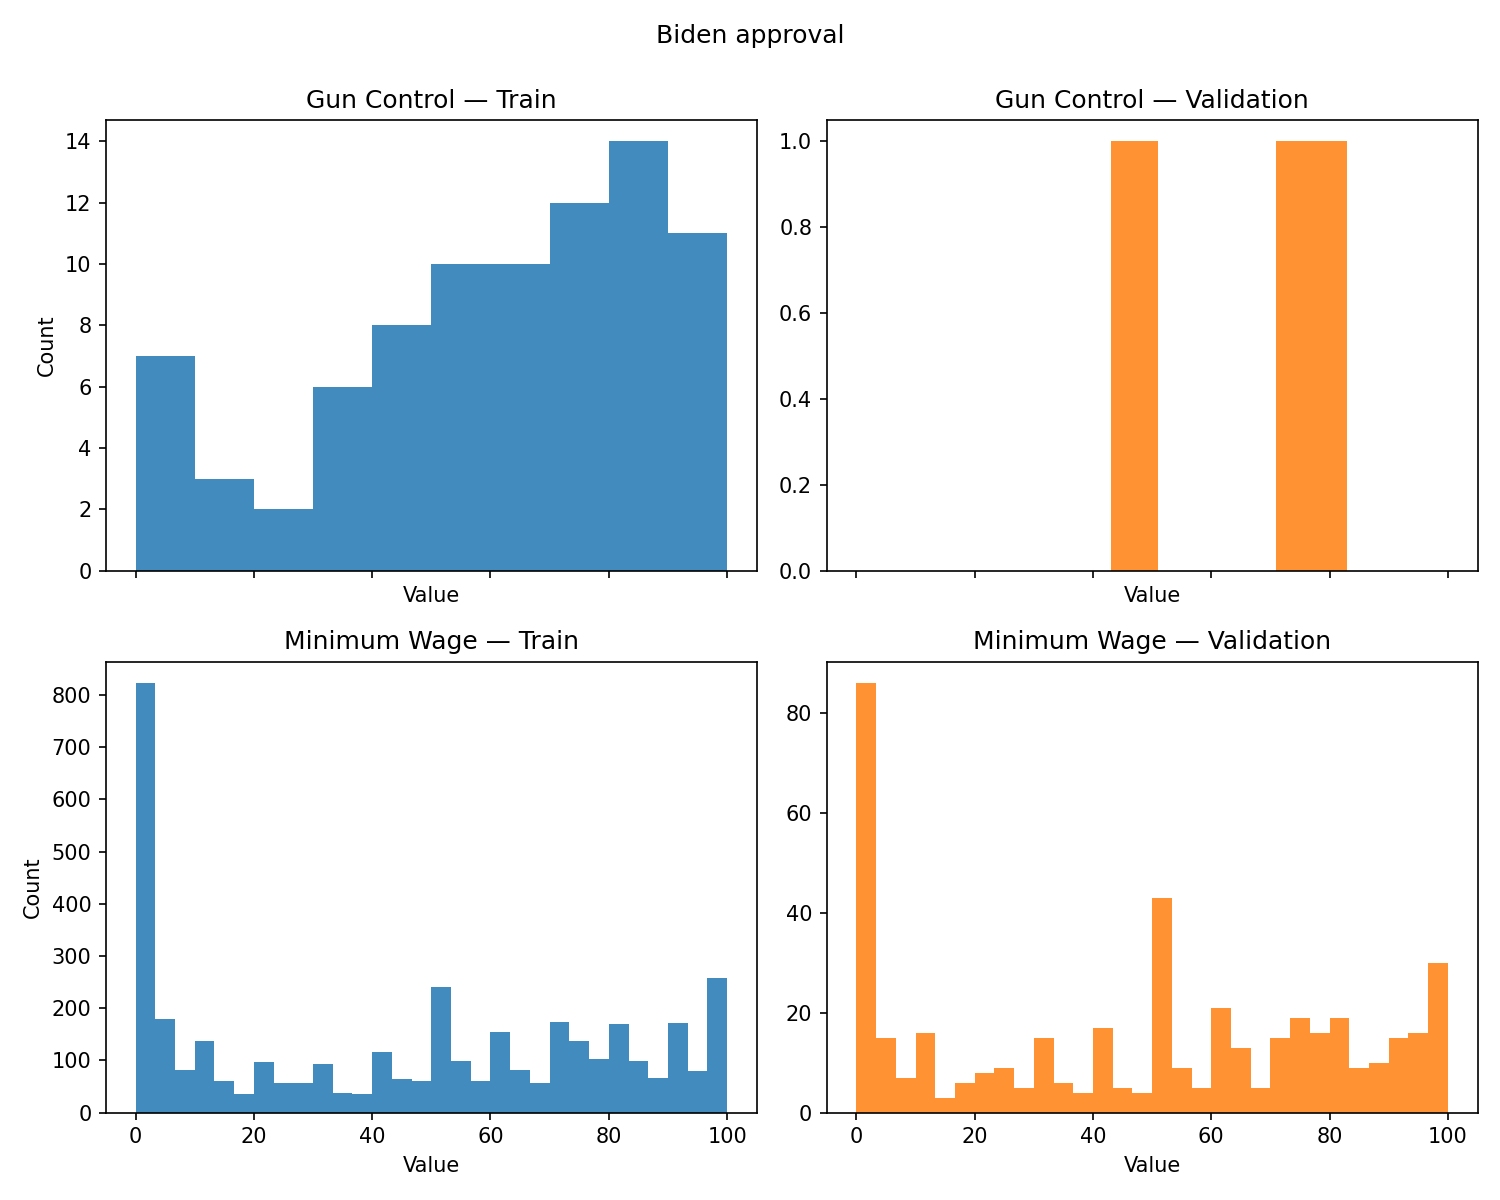 Biden approval
Gun Control — Train
Gun Control — Validation
14
12
10
8
6
4
2
0
Count
Value
1.0
0.8
0.6
0.4
0.2
0.0
Value
Minimum Wage — Train
Minimum Wage — Validation
800
700
600
500
400
300
200
100
0
Count
0 20 40 60 80 100
Value
80
60
40
20
0
0 20 40 60 80 100
Value